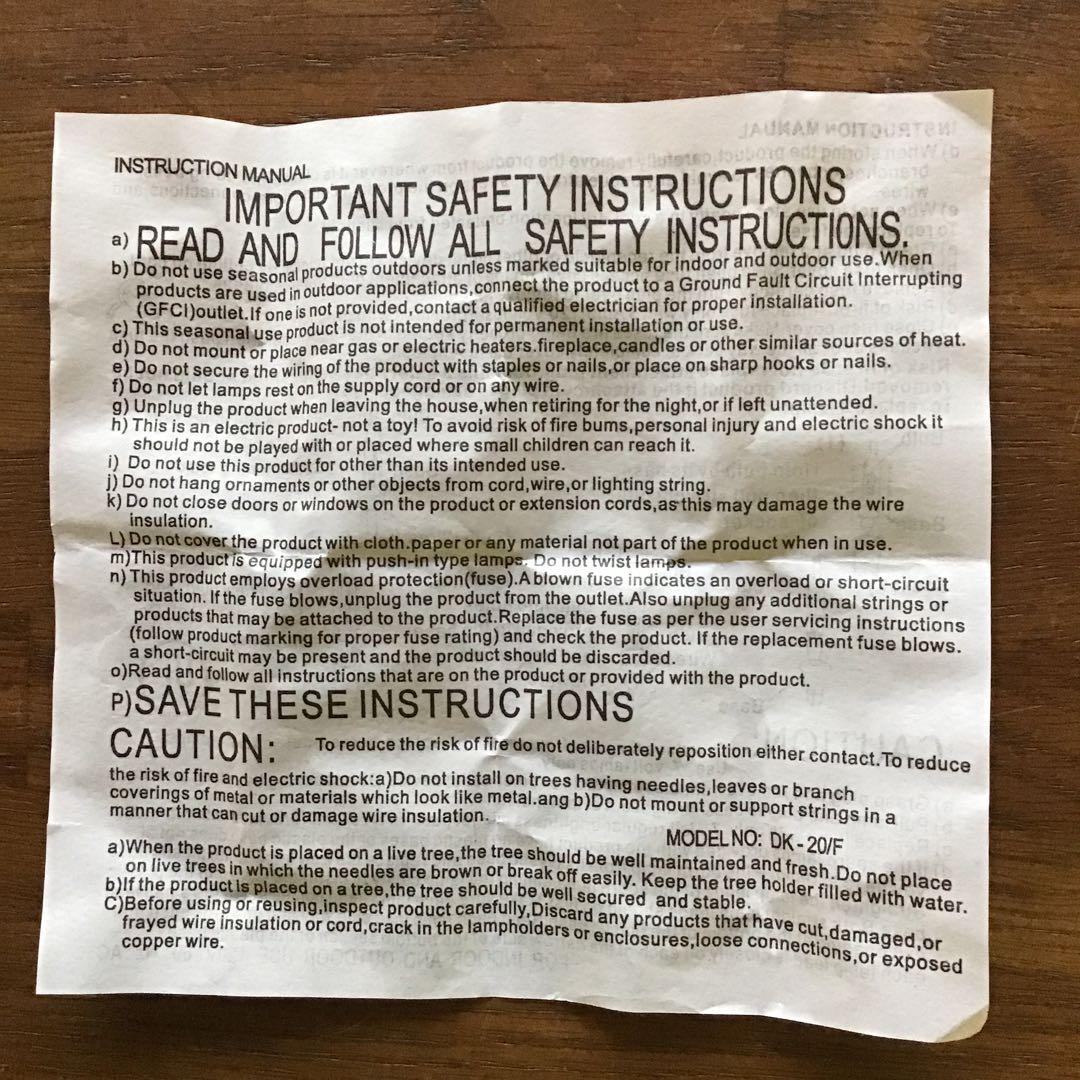 INSTRUCTION MANUAL
IMPORTANT SAFETY INSTRUCTIONS
a) READ AND FOLLOW ALL SAFETY INSTRUCTIONS.
b) Do not use seasonal products outdoors unless marked suitable for indoor and outdoor use.When
products are used in outdoor applications,connect the product to a Ground Fault Circuit Interrupting
(GFCI)outlet.If one is not provided,contact a qualified electrician for proper installation.
c) This seasonal use product is not intended for permanent installation or use.
d) Do not mount or place near gas or electric heaters.fireplace,candles or other similar sources of heat.
e) Do not secure the wiring of the product with staples or nails,or place on sharp hooks or nails.
f) Do not let lamps rest on the supply cord or on any wire.
g) Unplug the product when leaving the house,when retiring for the night,or if left unattended.
h) This is an electric product- not a toy! To avoid risk of fire bums,personal injury and electric shock it
should not be played with or placed where small children can reach it.
i) Do not use this product for other than its intended use.
j) Do not hang ornaments or other objects from cord,wire,or lighting string.
k) Do not close doors or windows on the product or extension cords,as this may damage the wire
insulation.
L) Do not cover the product with cloth.paper or any material not part of the product when in use.
m)This product is equipped with push-in type lamps. Do not twist lamps.
n) This product employs overload protection(fuse).A blown fuse indicates an overload or short-circuit
situation. If the fuse blows,unplug the product from the outlet.Also unplug any additional strings or
products that may be attached to the product.Replace the fuse as per the user servicing instructions
(follow product marking for proper fuse rating) and check the product. If the replacement fuse blows.
a short-circuit may be present and the product should be discarded.
o)Read and follow all instructions that are on the product or provided with the product.
P)SAVE THESE INSTRUCTIONS
CAUTION: To reduce the risk of fire do not deliberately reposition either contact.To reduce
the risk of fire and electric shock:a)Do not install on trees having needles,leaves or branch
coverings of metal or materials which look like metal.ang b)Do not mount or support strings in a
manner that can cut or damage wire insulation.
MODEL NO: DK-20/F
a)When the product is placed on a live tree,the tree should be well maintained and fresh.Do not place
on live trees in which the needles are brown or break off easily. Keep the tree holder filled with water.
b)If the product is placed on a tree,the tree should be well secured and stable.
C)Before using or reusing,inspect product carefully,Discard any products that have cut,damaged,or
frayed wire insulation or cord,crack in the lampholders or enclosures,loose connections,or exposed
copper wire.